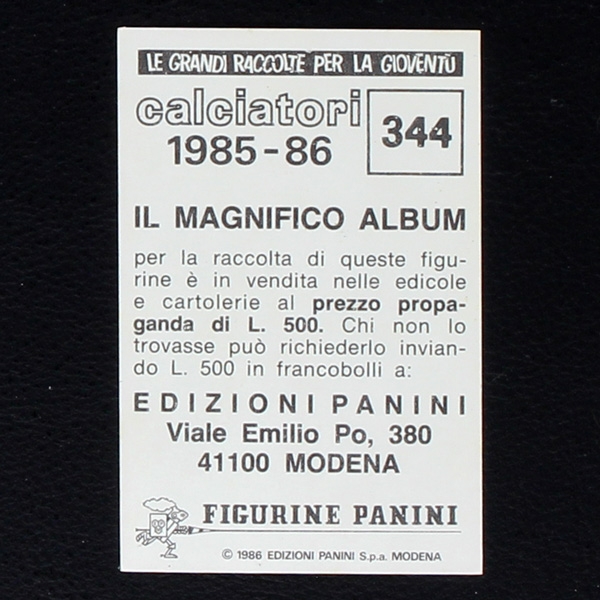 LE GRANDI RACCOLTE PER LA GIOVENTÙ
calciatori
1985-86
344
IL MAGNIFICO ALBUM
per la raccolta di queste figu-
rine è in vendita nelle edicole
e cartolerie al prezzo propa-
ganda di L. 500. Chi non lo
trovasse può richiederlo invian-
do L. 500 in francobolli a:
EDIZIONI PANINI
Viale Emilio Po, 380
41100 MODENA
FIGURINE PANINI
© 1986 EDIZIONI PANINI S.p.a. MODENA